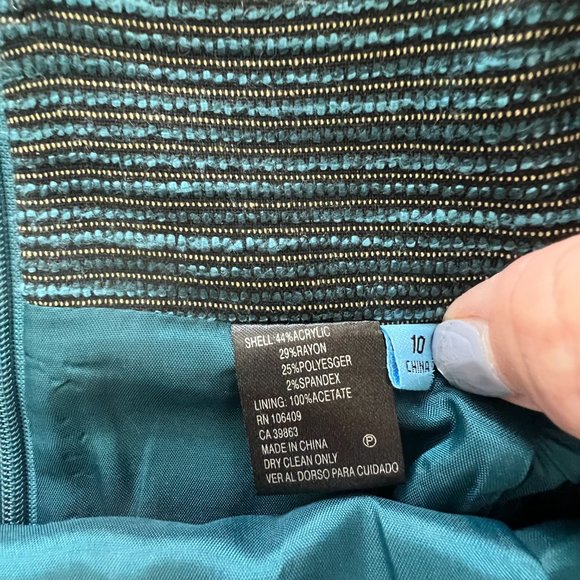 SHELL:44%ACRYLIC
29%RAYON
25%POLYESGER
2%SPANDEX
LINING: 100%ACETATE
RN 106409
CA 39863
MADE IN CHINA
DRY CLEAN ONLY
VER AL DORSO PARA CUIDADO
P
10
CHINA